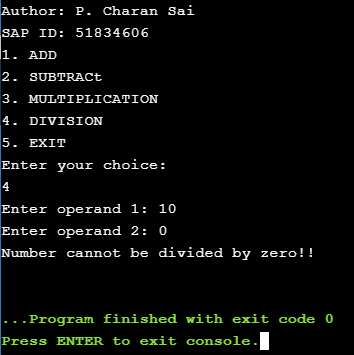 Author: P. Charan Sai
SAP ID: 51834606
1. ADD
2. SUBTRACt
3. MULTIPLICATION
4. DIVISION
5. EXIT
Enter your choice:
4
Enter operand 1: 10
Enter operand 2: 0
Number cannot be divided by zero!!
...Program finished with exit code 0
Press ENTER to exit console.